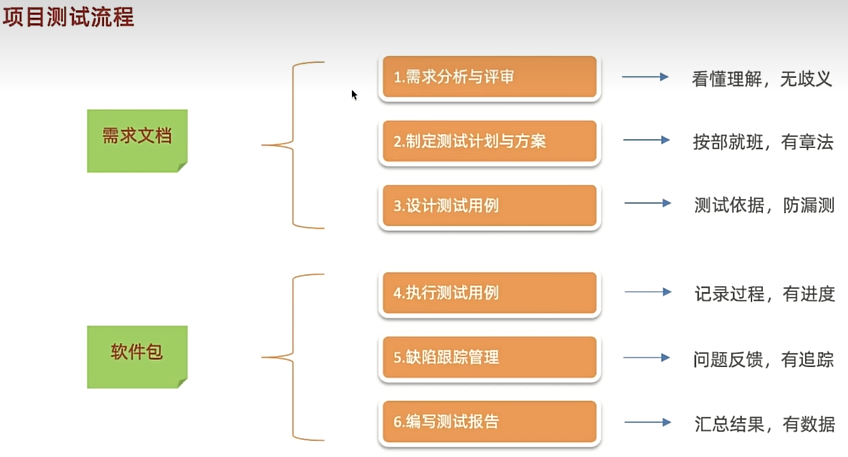 项目测试流程
需求文档
1.需求分析与评审
看懂理解，无歧义
2.制定测试计划与方案
按部就班，有章法
3.设计测试用例
测试依据，防漏测
软件包
4.执行测试用例
记录过程，有进度
5.缺陷跟踪管理
问题反馈，有追踪
6.编写测试报告
汇总结果，有数据